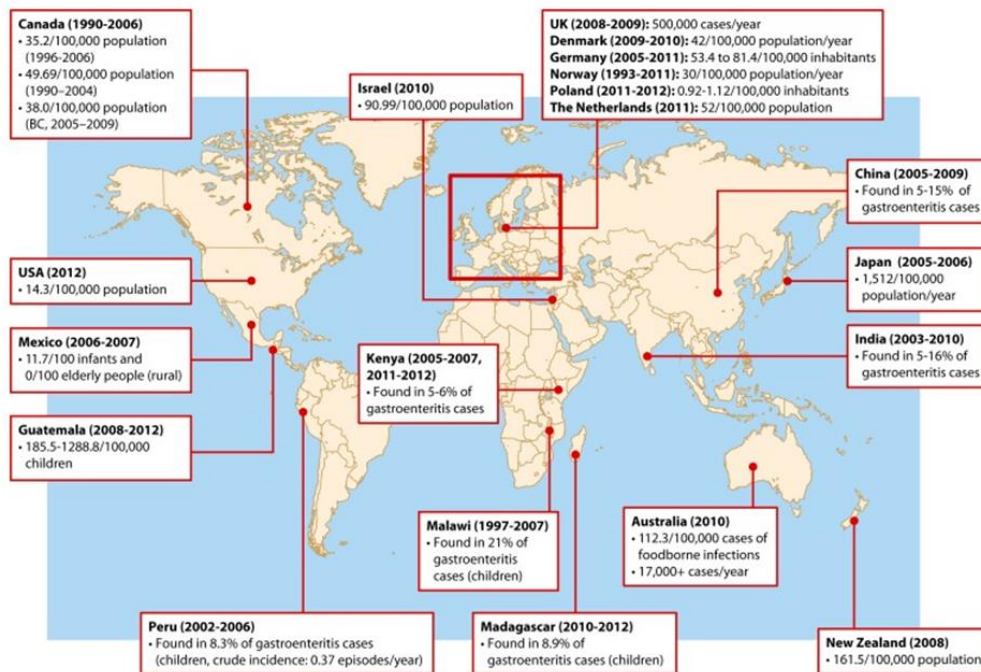 Canada (1990-2006)
• 35.2/100,000 population
(1996-2006)
• 49.69/100,000 population
(1990–2004)
• 38.0/100,000 population
(BC, 2005–2009)
Israel (2010)
• 90.99/100,000 population
UK (2008-2009): 500,000 cases/year
Denmark (2009-2010): 42/100,000 population/year
Germany (2005-2011): 53.4 to 81.4/100,000 inhabitants
Norway (1993-2011): 30/100,000 population/year
Poland (2011-2012): 0.92-1.12/100,000 inhabitants
The Netherlands (2011): 52/100,000 population
China (2005-2009)
• Found in 5-15% of
gastroenteritis cases
USA (2012)
• 14.3/100,000 population
Japan (2005-2006)
• 1,512/100,000
population/year
Mexico (2006-2007)
• 11.7/100 infants and
0/100 elderly people (rural)
Kenya (2005-2007,
2011-2012)
• Found in 5-6% of
gastroenteritis cases
India (2003-2010)
• Found in 5-16% of
gastroenteritis cases
Guatemala (2008-2012)
• 185.5-1288.8/100,000
children
Malawi (1997-2007)
• Found in 21% of
gastroenteritis
cases (children)
Australia (2010)
• 112.3/100,000 cases of
foodborne infections
• 17,000+ cases/year
Peru (2002-2006)
• Found in 8.3% of gastroenteritis cases
(children, crude incidence: 0.37 episodes/year)
Madagascar (2010-2012)
• Found in 8.9% of
gastroenteritis cases (children)
New Zealand (2008)
• 161.5/100,000 population